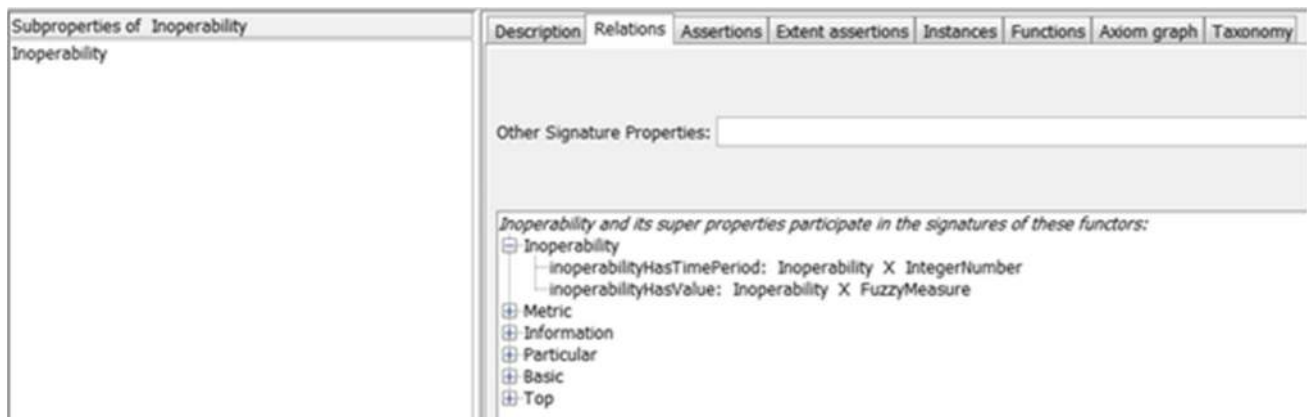 Subproperties of Inoperability
Inoperability
Description Relations Assertions Extent assertions Instances Functions Axiom graph Taxonomy
Other Signature Properties:
Inoperability and its super properties participate in the signatures of these functors:
Inoperability
inoperabilityHasTimePeriod: Inoperability X IntegerNumber
inoperabilityHasValue: Inoperability X FuzzyMeasure
Metric
Information
Particular
Basic
Top